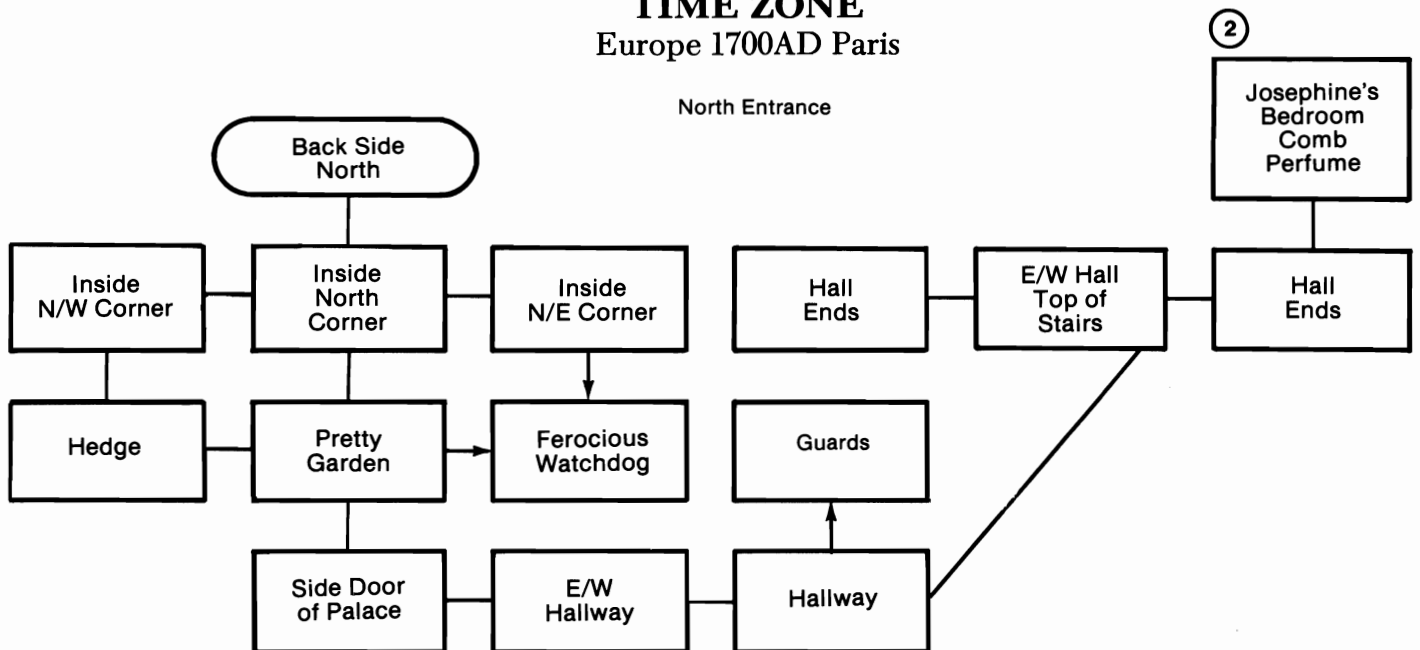 TIME ZONE
Europe 1700AD Paris
North Entrance
2
Josephine's
Bedroom
Comb
Perfume
Back Side
North
Inside
N/W Corner
Inside
North
Corner
Inside
N/E Corner
Hall
Ends
E/W Hall
Top of
Stairs
Hall
Ends
Hedge
Pretty
Garden
Ferocious
Watchdog
Guards
Side Door
of Palace
E/W
Hallway
Hallway